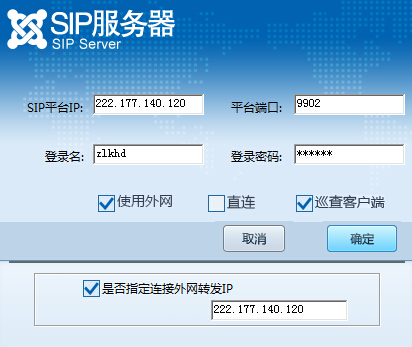 SIP服务器
SIP Server
SIP平台IP: 222.177.140.120 平台端口: 9902
登录名: zlkhd 登录密码: ******
使用外网 直连 巡查客户端
取消 确定
是否指定连接外网转发IP
222.177.140.120